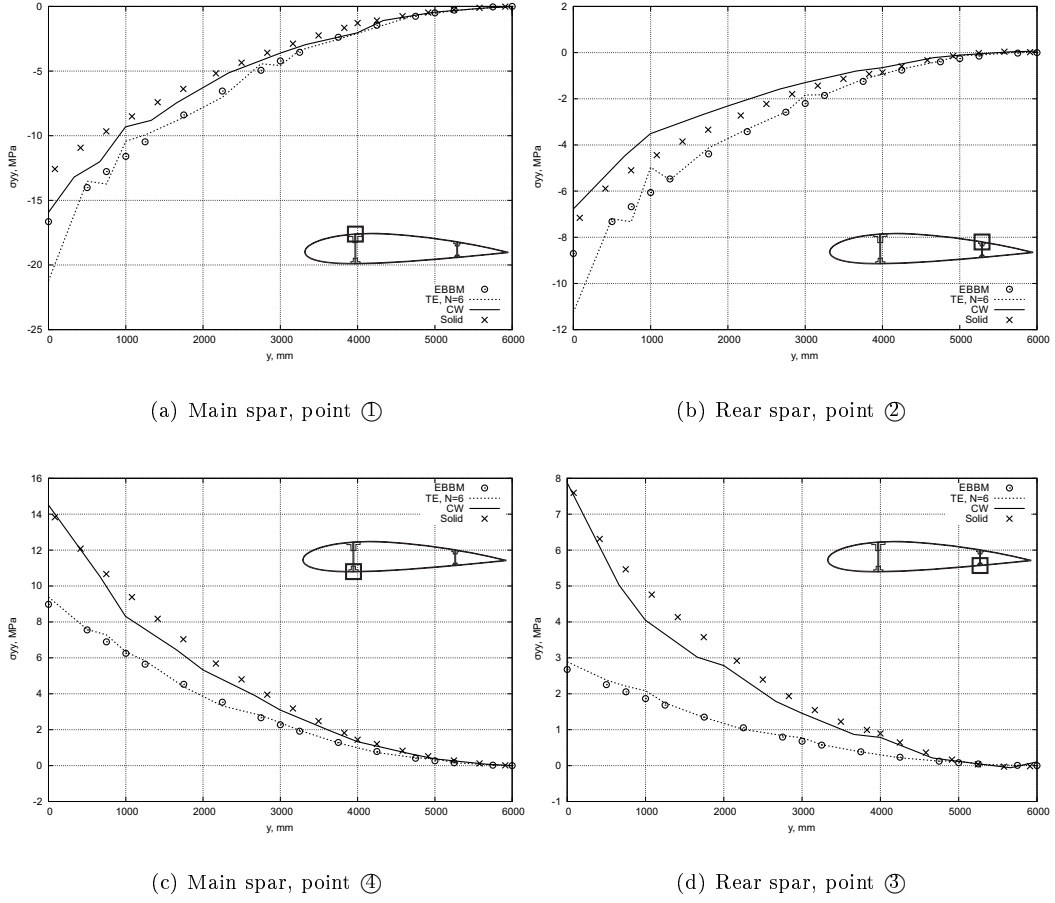 0
-5
-10
-15
-20
-25
0 1000 2000 3000 4000 5000 6000
σyy, MPa
y, mm
EBBM
TE, N=6
CW
Solid
(a) Main spar, point ①
2
0
-2
-4
-6
-8
-10
-12
0 1000 2000 3000 4000 5000 6000
σyy, MPa
y, mm
EBBM
TE, N=6
CW
Solid
(b) Rear spar, point ②
16
14
12
10
8
6
4
2
0
-2
0 1000 2000 3000 4000 5000 6000
σyy, MPa
y, mm
EBBM
TE, N=6
CW
Solid
(c) Main spar, point ④
8
7
6
5
4
3
2
1
0
-1
0 1000 2000 3000 4000 5000 6000
σyy, MPa
y, mm
EBBM
TE, N=6
CW
Solid
(d) Rear spar, point ③